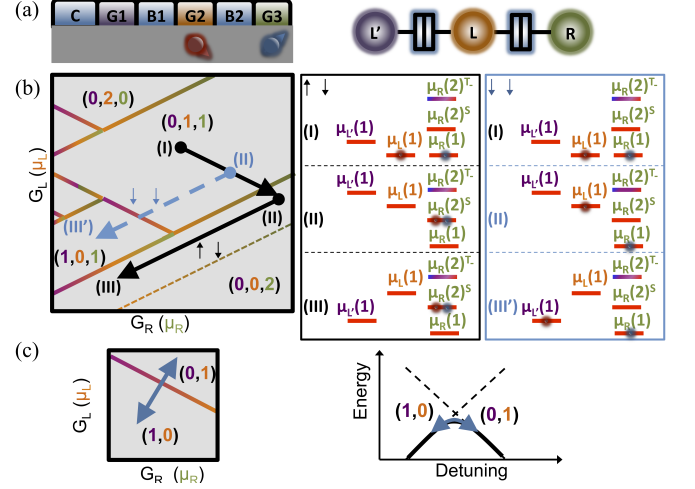 (a)
C G1 B1 G2 B2 G3
L' L R
(b)
G_L (μ_L)
(0,2,0)
(0,1,1)
(I)
(II)
↓ ↓
(III')
(II)
(1,0,1)
↑ ↓
(III)
(0,0,2)
G_R (μ_R)
↑ ↓
μ_R(2)^T-
μ_R(2)^S
(I) μ_L'(1) μ_L(1) μ_R(1)
μ_R(2)^T-
μ_L'(1) μ_L(1)
(II) μ_R(2)^S
μ_R(1)
μ_L(1) μ_R(2)^T-
μ_R(2)^S
(III) μ_L'(1) μ_R(1)
↓ ↓
μ_R(2)^T-
μ_R(2)^S
(I) μ_L'(1) μ_L(1) μ_R(1)
μ_R(2)^T-
μ_L'(1) μ_L(1)
(II) μ_R(2)^S
μ_R(1)
μ_L(1) μ_R(2)^T-
μ_R(2)^S
(III') μ_L'(1) μ_R(1)
(c)
G_L (μ_L)
(0,1)
(1,0)
G_R (μ_R)
Energy
(1,0) (0,1)
Detuning